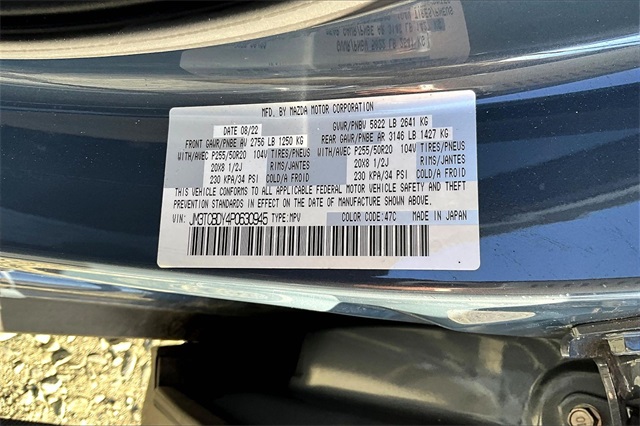 MFD. BY MAZDA MOTOR CORPORATION
DATE 08/22 GVWR/PNBV 5822 LB 2641 KG
FRONT GAWR/PNBE AV 2756 LB 1250 KG REAR GAWR/PNBE AR 3146 LB 1427 KG
WITH/AVEC P255/50R20 104V TIRES/PNEUS WITH/AVEC P255/50R20 104V TIRES/PNEUS
20X8 1/2J RIMS/JANTES 20X8 1/2J RIMS/JANTES
230 KPA/34 PSI COLD/A FROID 230 KPA/34 PSI COLD/A FROID
THIS VEHICLE CONFORMS TO ALL APPLICABLE FEDERAL MOTOR VEHICLE SAFETY AND THEFT
PREVENTION STANDARDS IN EFFECT ON THE DATE OF MANUFACTURE SHOWN ABOVE.
VIN: JM3TCBDY4P0630945 TYPE: MPV COLOR CODE: 47C MADE IN JAPAN